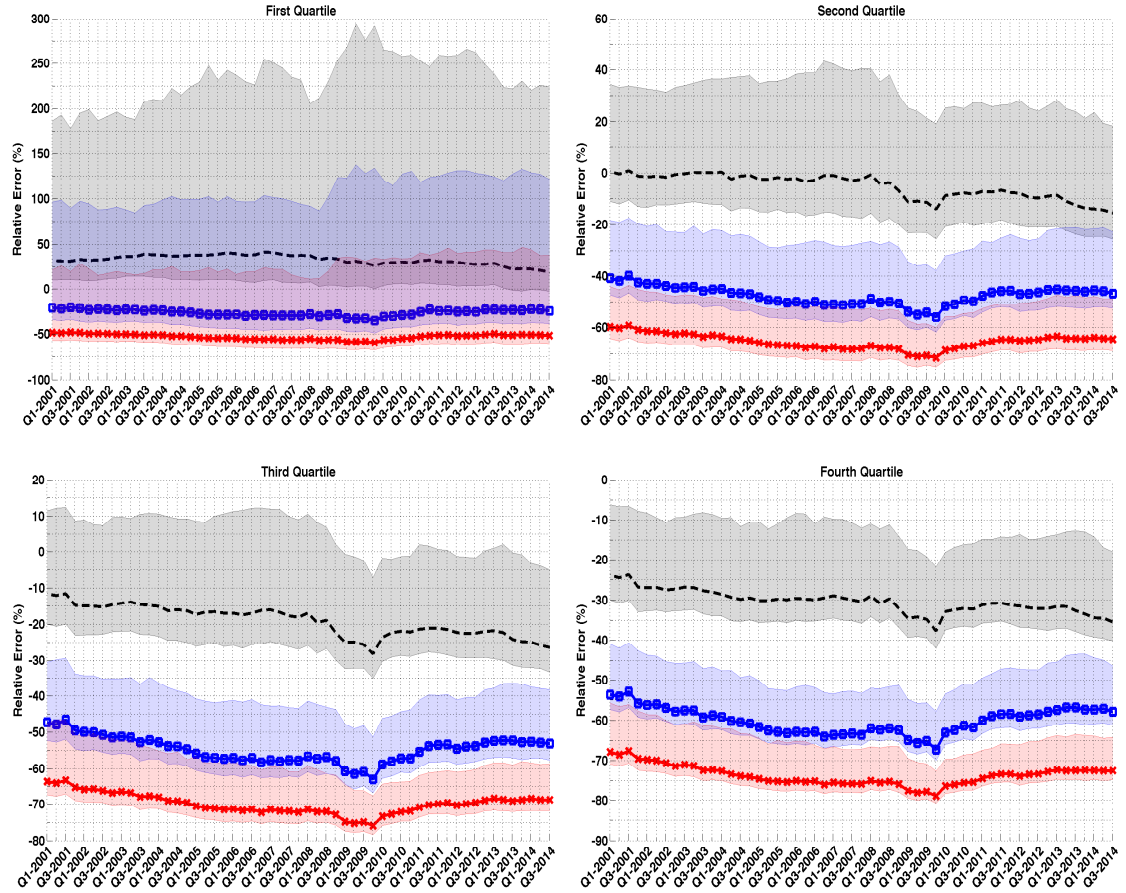 First Quartile
Relative Error (%)
300
250
200
150
100
50
0
-50
-100
Q1-2001
Q3-2001
Q1-2002
Q3-2002
Q1-2003
Q3-2003
Q1-2004
Q3-2004
Q1-2005
Q3-2005
Q1-2006
Q3-2006
Q1-2007
Q3-2007
Q1-2008
Q3-2008
Q1-2009
Q3-2009
Q1-2010
Q3-2010
Q1-2011
Q3-2011
Q1-2012
Q3-2012
Q1-2013
Q3-2013
Q1-2014
Q3-2014
Second Quartile
Relative Error (%)
60
40
20
0
-20
-40
-60
-80
Q1-2001
Q3-2001
Q1-2002
Q3-2002
Q1-2003
Q3-2003
Q1-2004
Q3-2004
Q1-2005
Q3-2005
Q1-2006
Q3-2006
Q1-2007
Q3-2007
Q1-2008
Q3-2008
Q1-2009
Q3-2009
Q1-2010
Q3-2010
Q1-2011
Q3-2011
Q1-2012
Q3-2012
Q1-2013
Q3-2013
Q1-2014
Q3-2014
Third Quartile
Relative Error (%)
20
10
0
-10
-20
-30
-40
-50
-60
-70
-80
Q1-2001
Q3-2001
Q1-2002
Q3-2002
Q1-2003
Q3-2003
Q1-2004
Q3-2004
Q1-2005
Q3-2005
Q1-2006
Q3-2006
Q1-2007
Q3-2007
Q1-2008
Q3-2008
Q1-2009
Q3-2009
Q1-2010
Q3-2010
Q1-2011
Q3-2011
Q1-2012
Q3-2012
Q1-2013
Q3-2013
Q1-2014
Q3-2014
Fourth Quartile
Relative Error (%)
0
-10
-20
-30
-40
-50
-60
-70
-80
-90
Q1-2001
Q3-2001
Q1-2002
Q3-2002
Q1-2003
Q3-2003
Q1-2004
Q3-2004
Q1-2005
Q3-2005
Q1-2006
Q3-2006
Q1-2007
Q3-2007
Q1-2008
Q3-2008
Q1-2009
Q3-2009
Q1-2010
Q3-2010
Q1-2011
Q3-2011
Q1-2012
Q3-2012
Q1-2013
Q3-2013
Q1-2014
Q3-2014